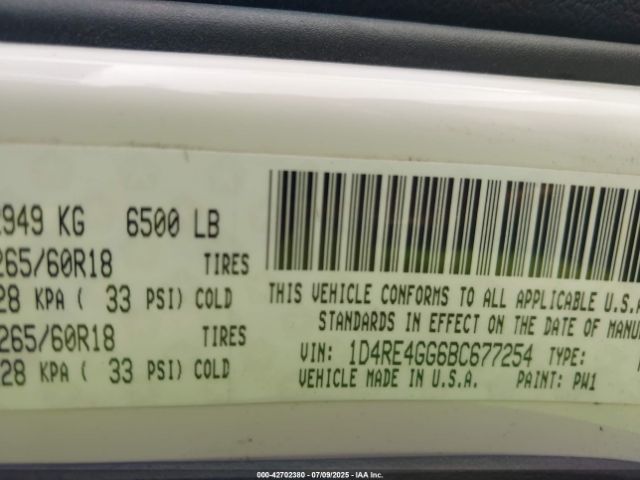 2949 KG 6500 LB
265/60R18 TIRES
28 KPA ( 33 PSI) COLD
265/60R18 TIRES
28 KPA ( 33 PSI) COLD
THIS VEHICLE CONFORMS TO ALL APPLICABLE U.S.A
STANDARDS IN EFFECT ON THE DATE OF MANU
VIN: 1D4RE4GG6BC677254 TYPE:
VEHICLE MADE IN U.S.A. PAINT: PW1
000-42702380 - 07/09/2025 - IAA Inc.